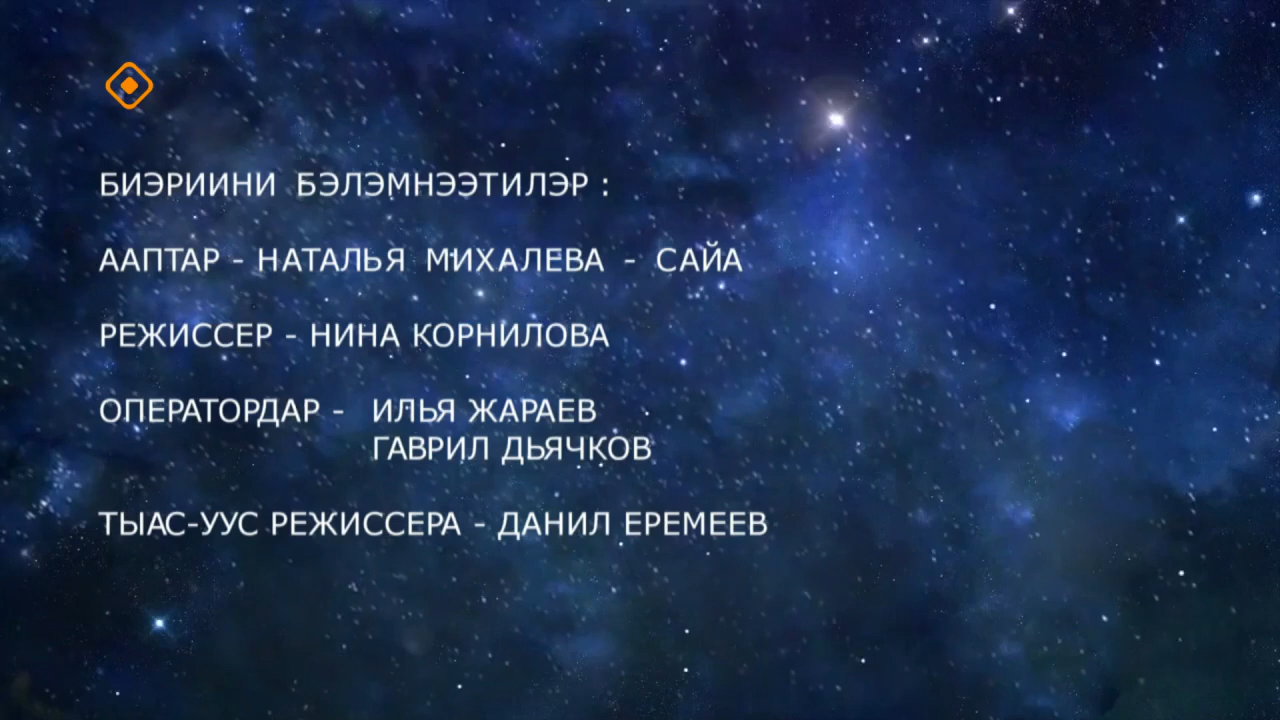 БИЭРИИНИ БЭЛЭМНЭЭТИЛЭР :
ААПТАР - НАТАЛЬЯ МИХАЛЕВА - САЙА
РЕЖИССЕР - НИНА КОРНИЛОВА
ОПЕРАТОРДАР - ИЛЬЯ ЖАРАЕВ
ГАВРИЛ ДЬЯЧКОВ
ТЫАС-УУС РЕЖИССЕРА - ДАНИЛ ЕРЕМЕЕВ